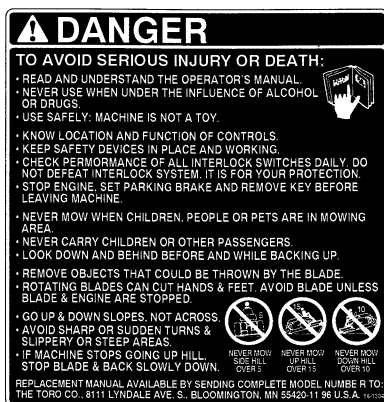 DANGER
TO AVOID SERIOUS INJURY OR DEATH:
• READ AND UNDERSTAND THE OPERATOR'S MANUAL.
• NEVER USE WHEN UNDER THE INFLUENCE OF ALCOHOL
OR DRUGS.
• USE SAFELY: MACHINE IS NOT A TOY.
• KNOW LOCATION AND FUNCTION OF CONTROLS.
• KEEP SAFETY DEVICES IN PLACE AND WORKING.
• CHECK PERMORMANCE OF ALL INTERLOCK SWITCHES DAILY. DO
NOT DEFEAT INTERLOCK SYSTEM. IT IS FOR YOUR PROTECTION.
• STOP ENGINE, SET PARKING BRAKE AND REMOVE KEY BEFORE
LEAVING MACHINE.
• NEVER MOW WHEN CHILDREN, PEOPLE OR PETS ARE IN MOWING
AREA.
• NEVER CARRY CHILDREN OR OTHER PASSENGERS.
• LOOK DOWN AND BEHIND BEFORE AND WHILE BACKING UP.
• REMOVE OBJECTS THAT COULD BE THROWN BY THE BLADE.
• ROTATING BLADES CAN CUT HANDS & FEET. AVOID BLADE UNLESS
BLADE & ENGINE ARE STOPPED.
• GO UP & DOWN SLOPES, NOT ACROSS.
• AVOID SHARP OR SUDDEN TURNS &
SLIPPERY OR STEEP AREAS.
• IF MACHINE STOPS GOING UP HILL,
STOP BLADE & BACK SLOWLY DOWN.
5
15
10
NEVER MOW
SIDE HILL
OVER 5
NEVER MOW
UP HILL
OVER 15
NEVER MOW
DOWN HILL
OVER 10
REPLACEMENT MANUAL AVAILABLE BY SENDING COMPLETE MODEL NUMBE R TO:
THE TORO CO., 8111 LYNDALE AVE. S., BLOOMINGTON, MN 55420-11 96 U.S.A.